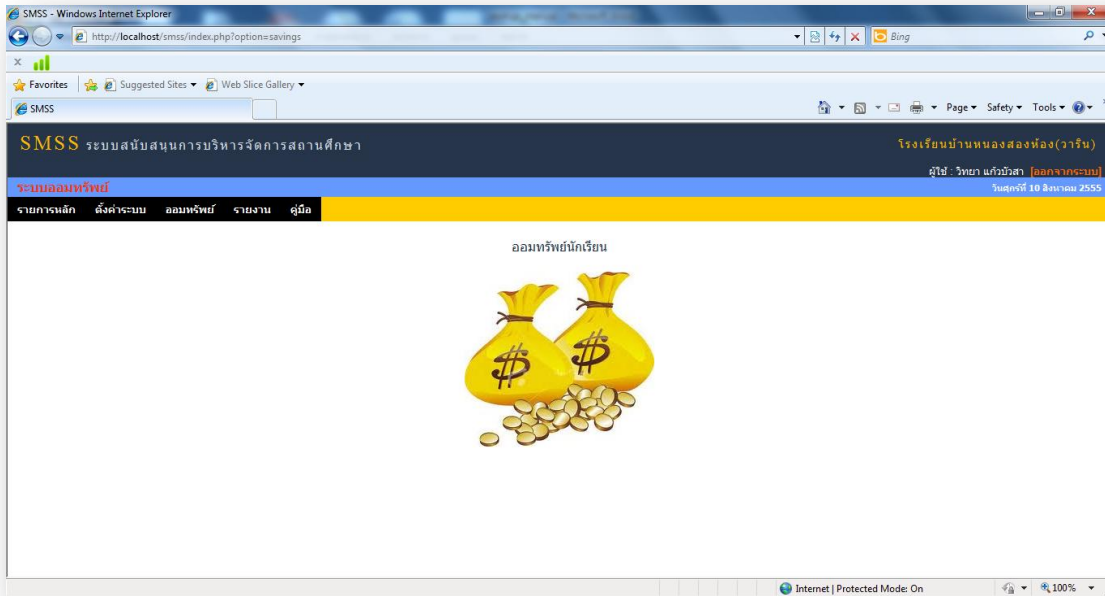 SMSS - Windows Internet Explorer
http://localhost/smss/index.php?option=savings
Bing
Favorites Suggested Sites Web Slice Gallery
SMSS Page Safety Tools
SMSS ระบบสนับสนุนการบริหารจัดการสถานศึกษา โรงเรียนบ้านหนองสองห้อง(วาริน)
ผู้ใช้ : วิทยา แก้วบัวสา [ออกจากระบบ]
ระบบออมทรัพย์ วันศุกร์ที่ 10 สิงหาคม 2555
รายการหลัก ตั้งค่าระบบ ออมทรัพย์ รายงาน คู่มือ
ออมทรัพย์นักเรียน
$ $
Internet | Protected Mode: On 100%